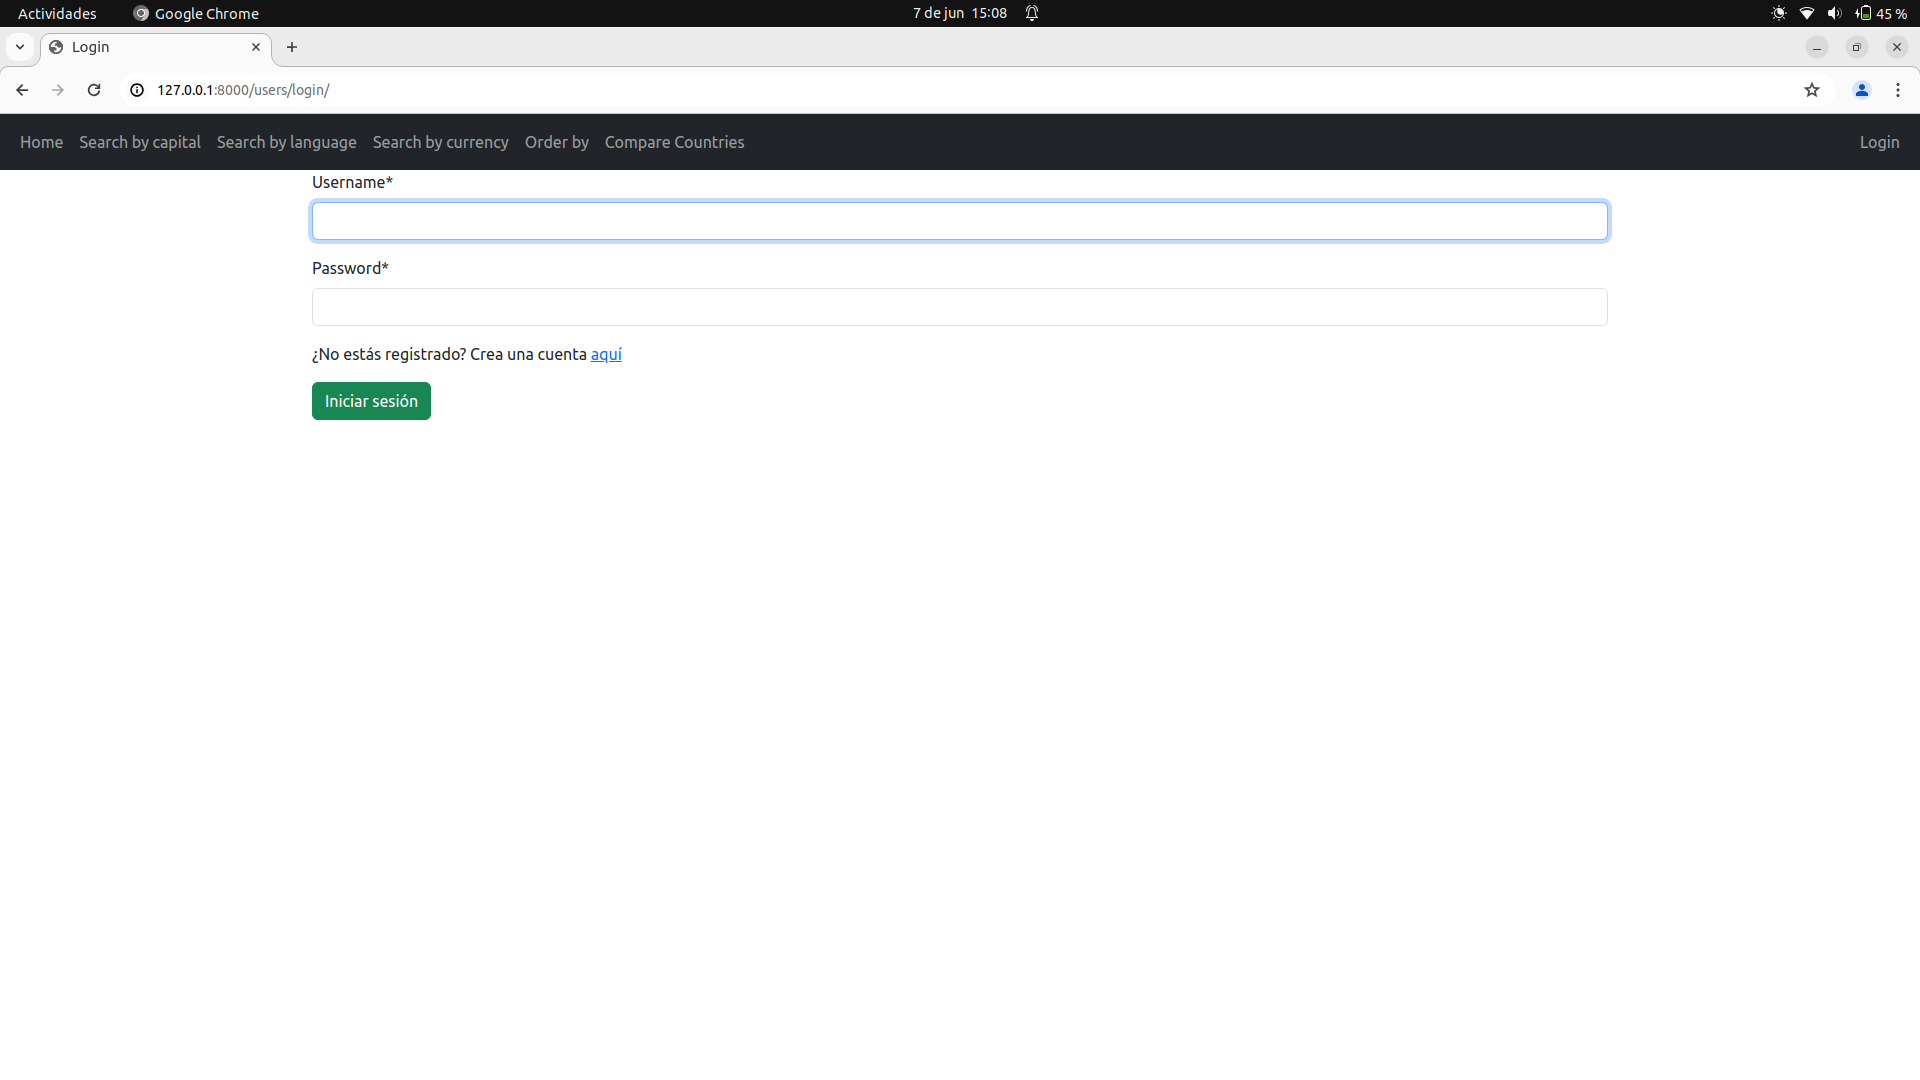 Actividades Google Chrome 7 de jun 15:08 45 %
Login
127.0.0.1:8000/users/login/
Home Search by capital Search by language Search by currency Order by Compare Countries Login
Username*
Password*
¿No estás registrado? Crea una cuenta aquí
Iniciar sesión